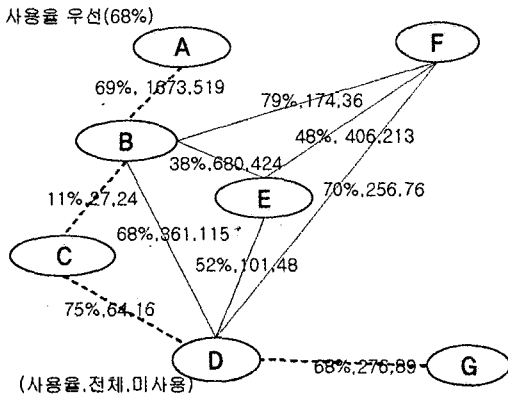 사용율 우선(68%)
A
F
69%, 1673,519
79%,174,36
B
48%, 406,213
38%,680,424
E
70%,256,76
11%,27,24
68%,361,115
C
52%,101,48
75%,64,16
D
68%,276,89
G
(사용율,전체,미사용)